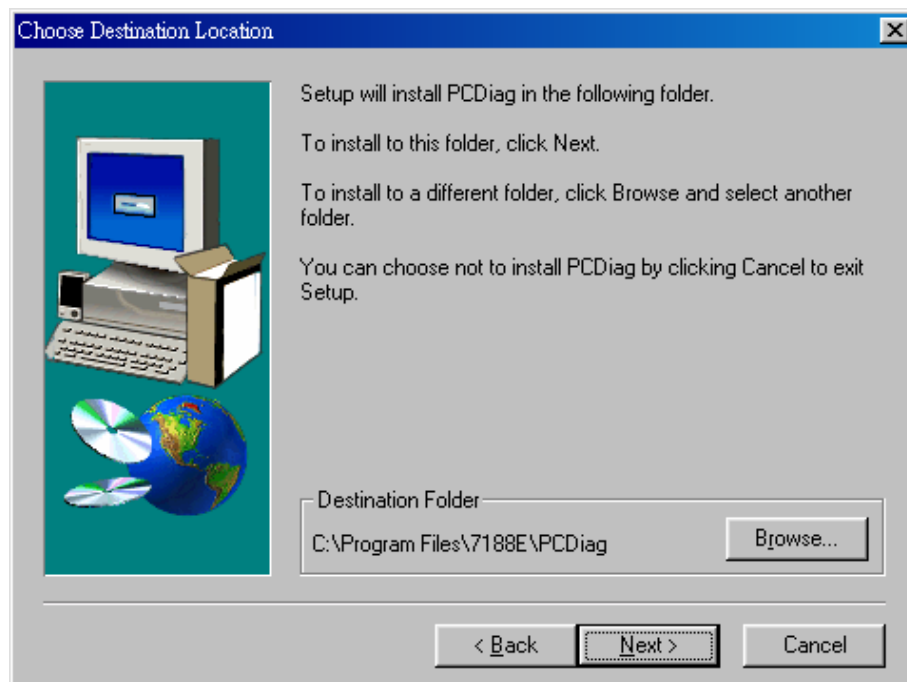 Choose Destination Location
Setup will install PCDiag in the following folder.
To install to this folder, click Next.
To install to a different folder, click Browse and select another
folder.
You can choose not to install PCDiag by clicking Cancel to exit
Setup.
Destination Folder
C:\Program Files\7188E\PCDiag
Browse...
< Back
Next >
Cancel